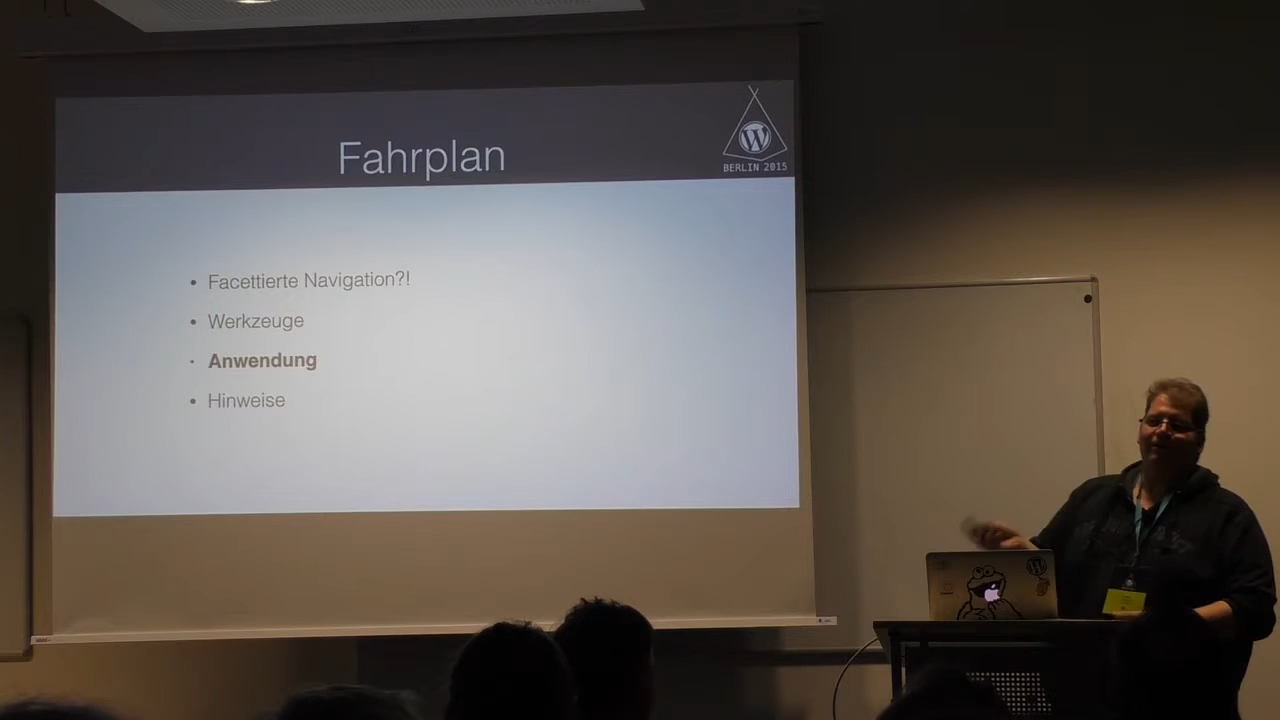 Fahrplan
BERLIN 2015
• Facettierte Navigation?!
• Werkzeuge
• Anwendung
• Hinweise